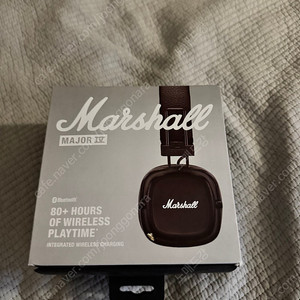 Marshall
MAJOR IV
Bluetooth
80+ HOURS
OF WIRELESS
PLAYTIME*
INTEGRATED WIRELESS CHARGING
Marshall